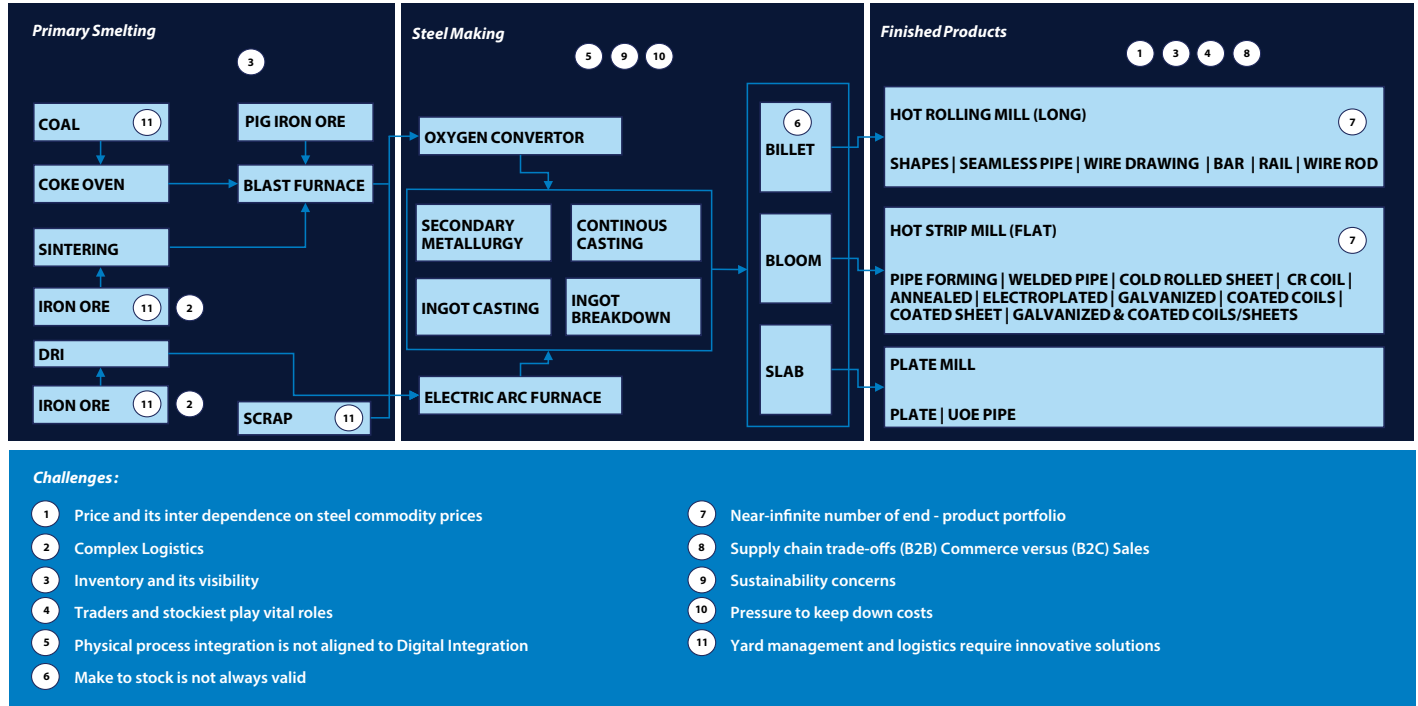 Primary Smelting
3
COAL
11
PIG IRON ORE
COKE OVEN
BLAST FURNACE
SINTERING
IRON ORE
11
2
DRI
IRON ORE
11
2
SCRAP
11
Steel Making
5
9
10
OXYGEN CONVERTOR
SECONDARY
METALLURGY
CONTINOUS
CASTING
INGOT CASTING
INGOT
BREAKDOWN
ELECTRIC ARC FURNACE
6
BILLET
BLOOM
SLAB
Finished Products
1
3
4
8
HOT ROLLING MILL (LONG)
7
SHAPES | SEAMLESS PIPE | WIRE DRAWING | BAR | RAIL | WIRE ROD
HOT STRIP MILL (FLAT)
7
PIPE FORMING | WELDED PIPE | COLD ROLLED SHEET | CR COIL |
ANNEALED | ELECTROPLATED | GALVANIZED | COATED COILS |
COATED SHEET | GALVANIZED & COATED COILS/SHEETS
PLATE MILL
PLATE | UOE PIPE
Challenges :
1 Price and its inter dependence on steel commodity prices
2 Complex Logistics
3 Inventory and its visibility
4 Traders and stockiest play vital roles
5 Physical process integration is not aligned to Digital Integration
6 Make to stock is not always valid
7 Near-infinite number of end - product portfolio
8 Supply chain trade-offs (B2B) Commerce versus (B2C) Sales
9 Sustainability concerns
10 Pressure to keep down costs
11 Yard management and logistics require innovative solutions